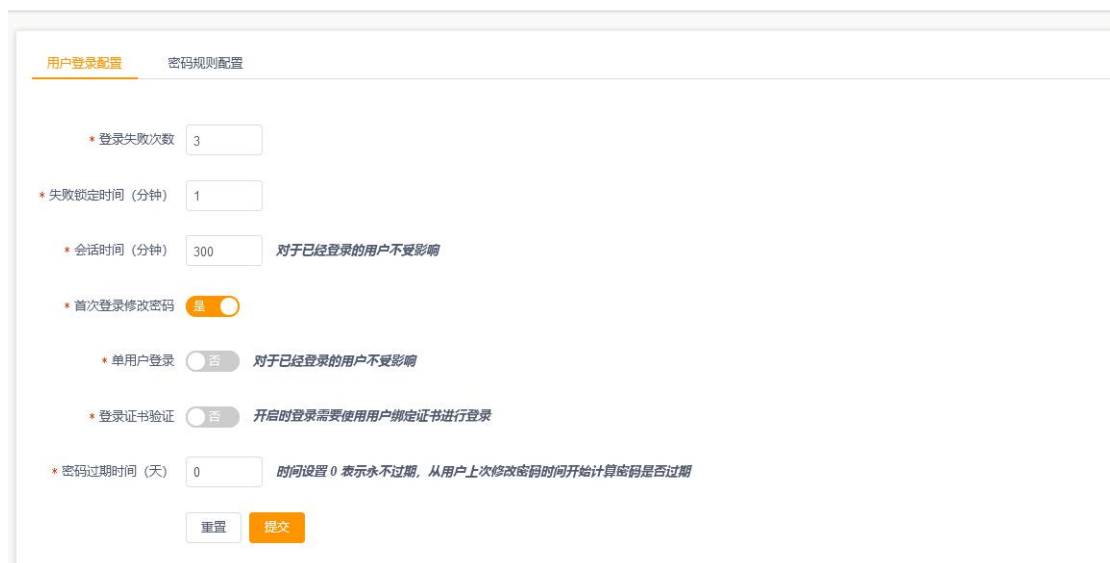 用户登录配置 密码规则配置
* 登录失败次数 3
* 失败锁定时间（分钟） 1
* 会话时间（分钟） 300 对于已经登录的用户不受影响
* 首次登录修改密码 是
* 单用户登录 否 对于已经登录的用户不受影响
* 登录证书验证 否 开启时登录需要使用用户绑定证书进行登录
* 密码过期时间（天） 0 时间设置 0 表示永不过期，从用户上次修改密码时间开始计算密码是否过期
重置 提交